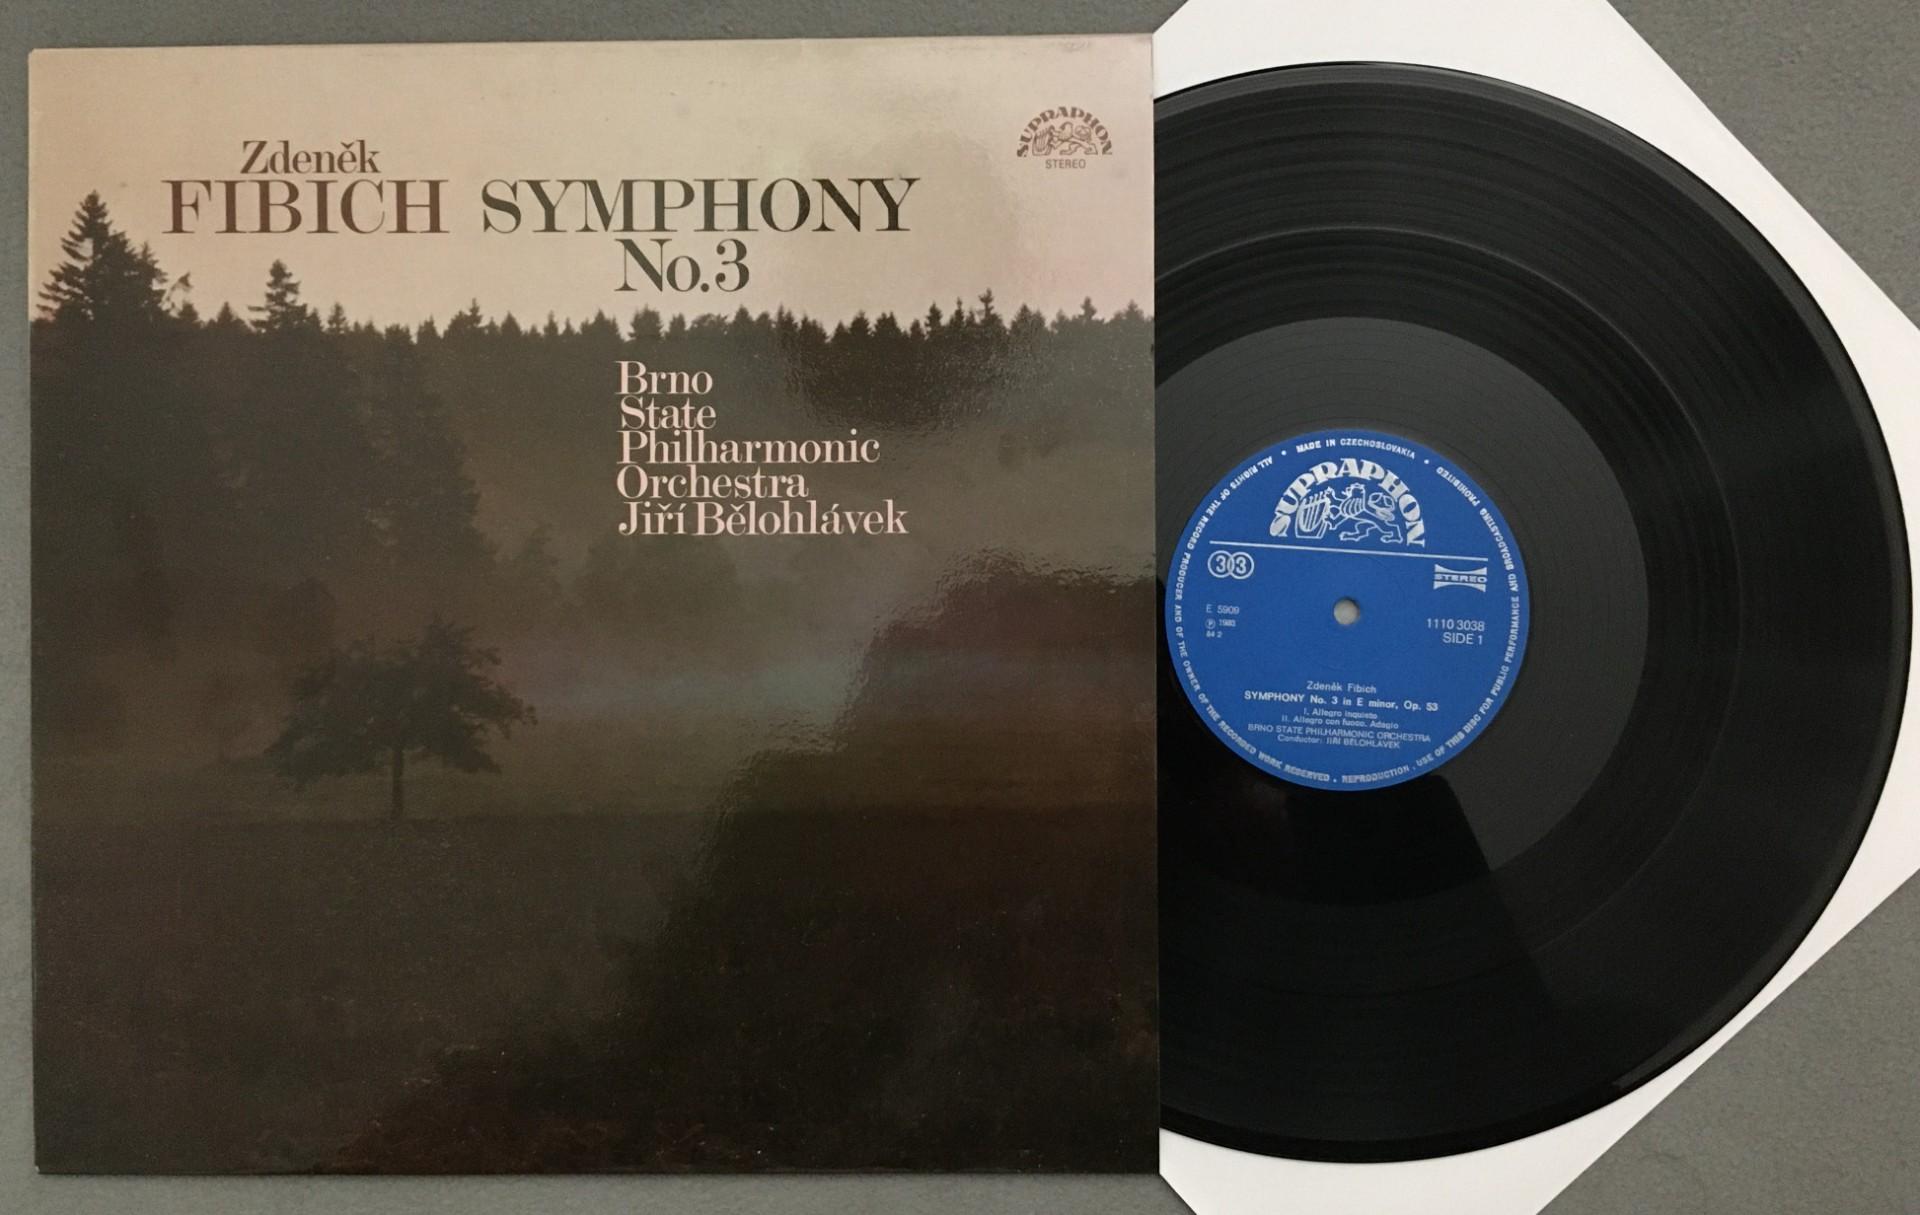 Zdeněk
FIBICH SYMPHONY
No.3
SUPRAPHON
STEREO
Brno
State
Philharmonic
Orchestra
Jiří Bělohlávek
ALL RIGHTS OF THE RECORD PRODUCER AND OF THE OWNER OF THE RECORDED WORK RESERVED . REPRODUCTION , USE OF THIS DISC FOR PUBLIC PERFORMANCE AND BROADCASTING PROHIBITED • MADE IN CZECHOSLOVAKIA •
SUPRAPHON
33
STEREO
E 5909
℗ 1983
84 2
1110 3038
SIDE 1
Zdeněk Fibich
SYMPHONY No. 3 in E minor, Op. 53
I. Allegro inquieto
II. Allegro con fuoco. Adagio
BRNO STATE PHILHARMONIC ORCHESTRA
Conductor: JIŘÍ BĚLOHLÁVEK